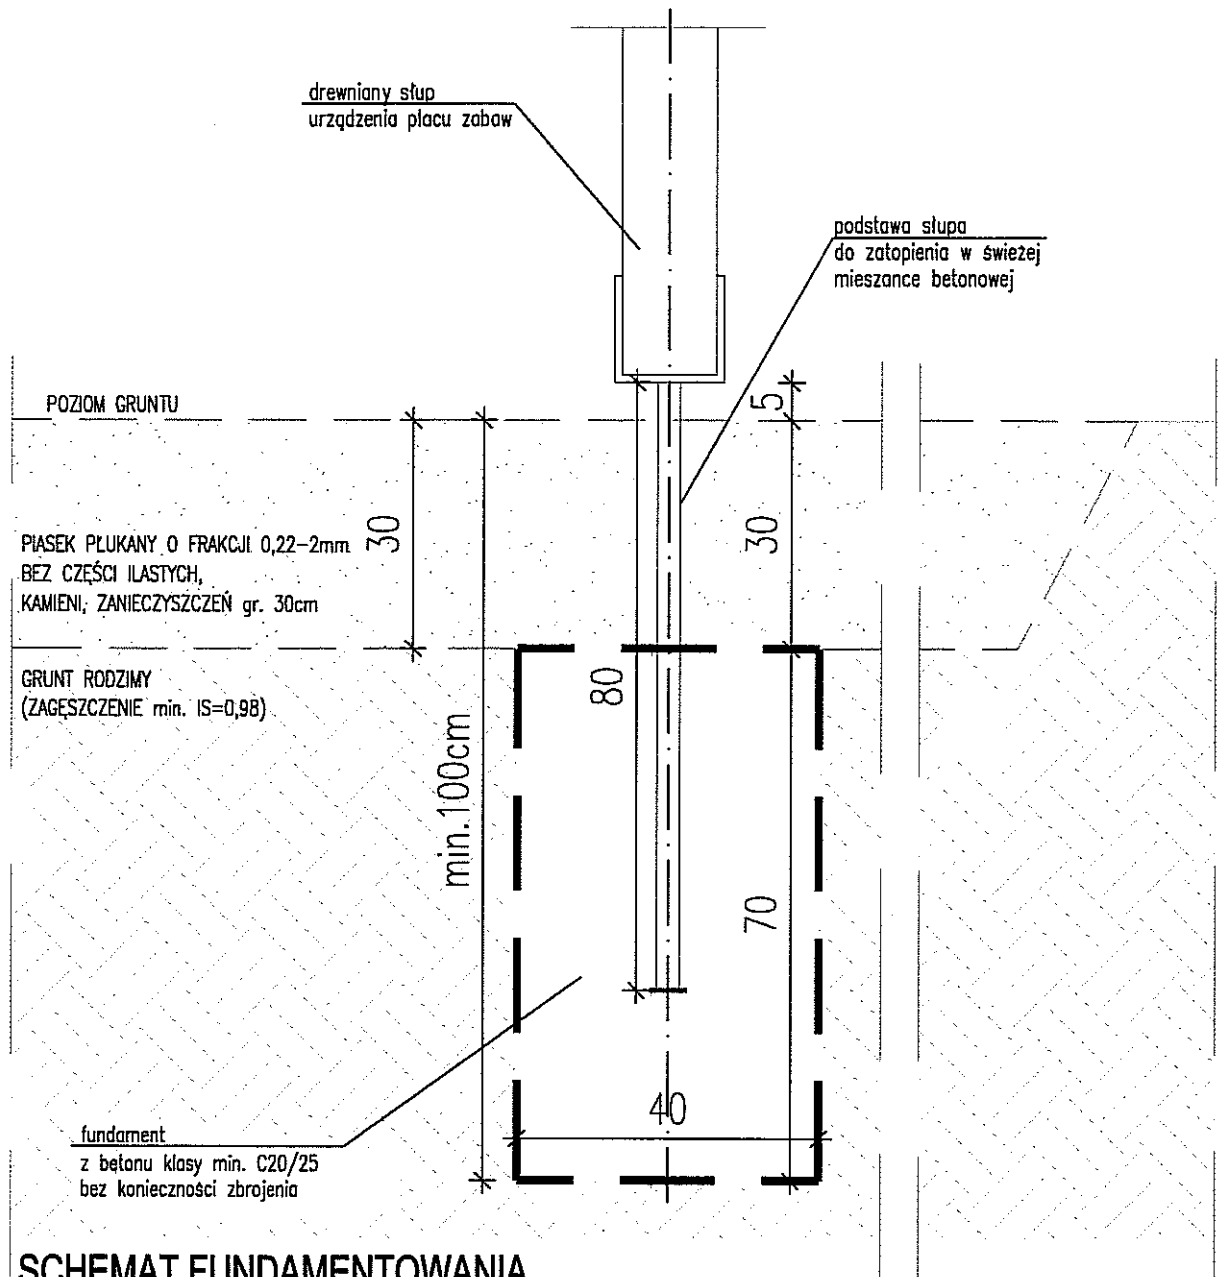 drewniany słup
urządzenia placu zabaw
podstawa słupa
do zatopienia w świeżej
mieszance betonowej
POZIOM GRUNTU
5
30
30
PIASEK PŁUKANY O FRAKCJI 0,22-2mm
BEZ CZĘŚCI ILASTYCH,
KAMIENI, ZANIECZYSZCZEŃ gr. 30cm
GRUNT RODZIMY
(ZAGĘSZCZENIE min. IS=0,98)
80
min.100cm
70
40
fundament
z betonu klasy min. C20/25
bez konieczności zbrojenia
SCHEMAT FUNDAMENTOWANIA